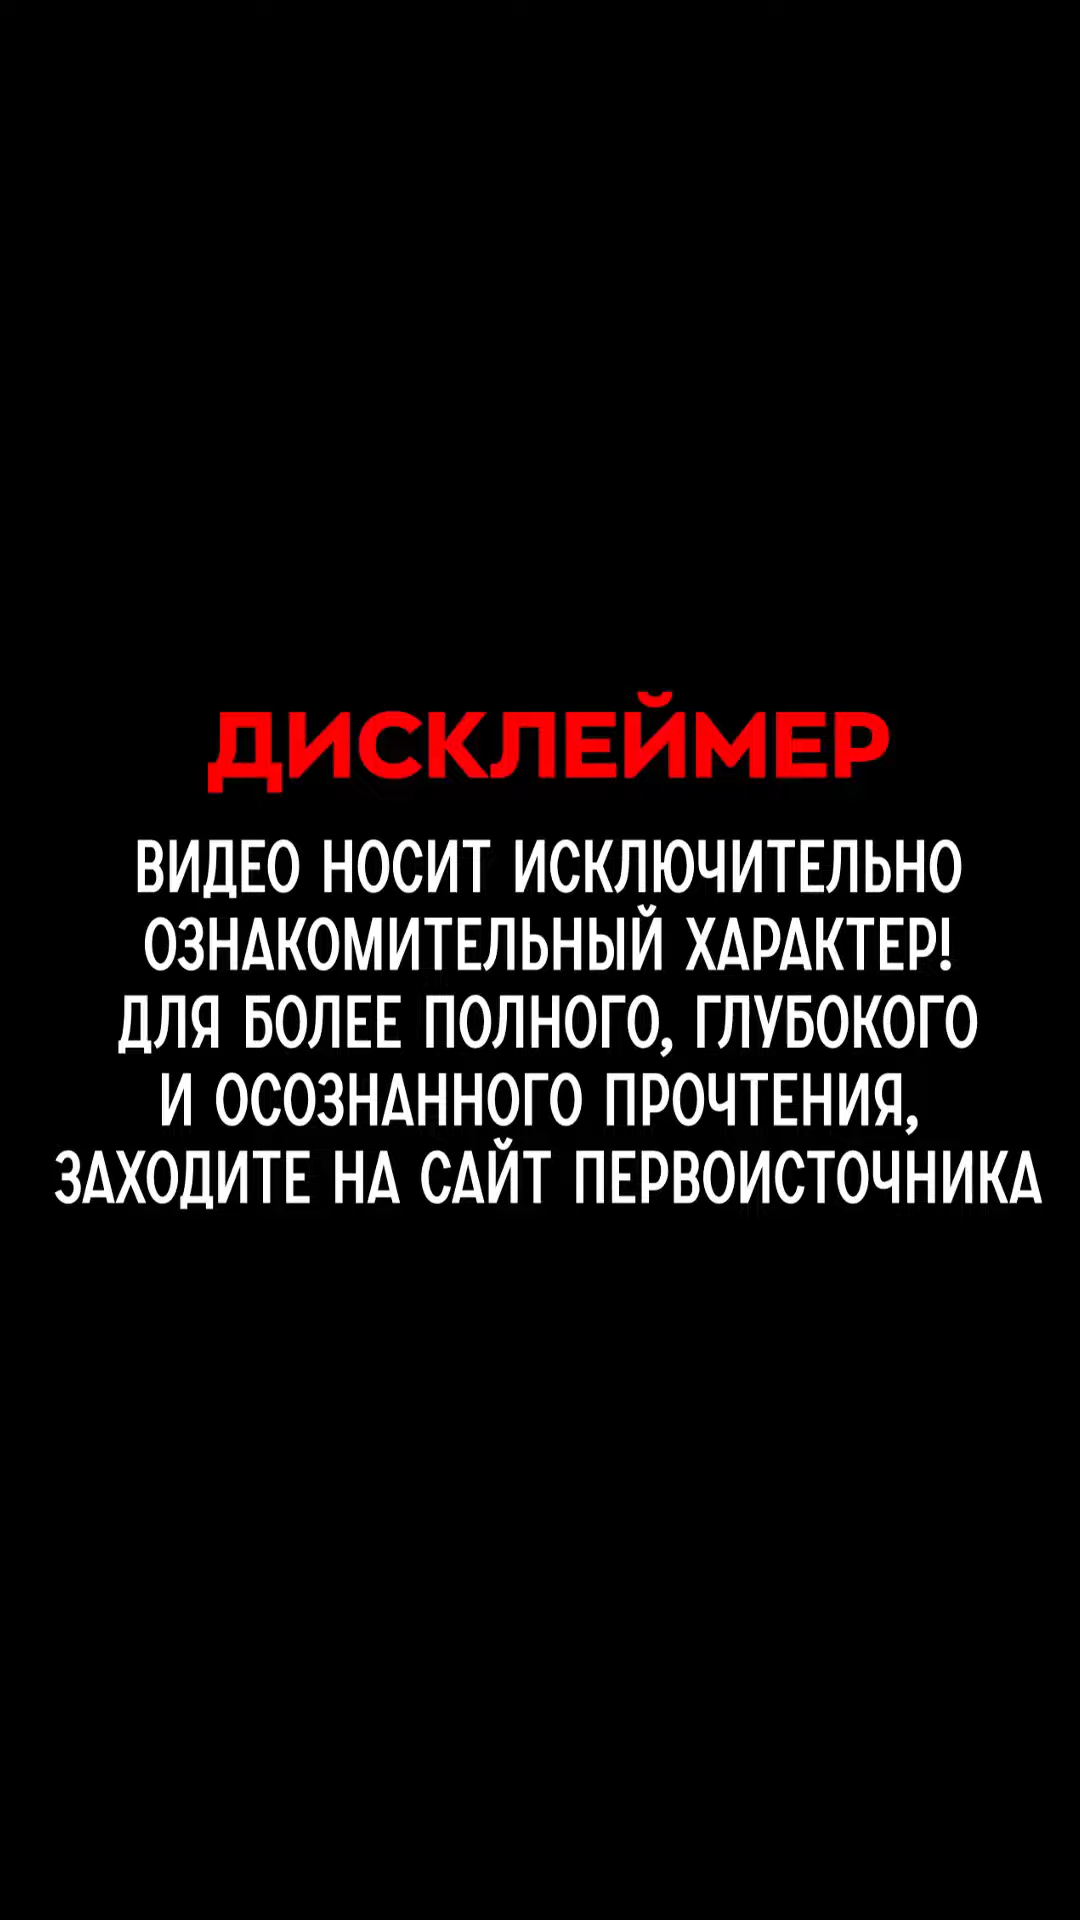 ДИСКЛЕЙМЕР
ВИДЕО НОСИТ ИСКЛЮЧИТЕЛЬНО
ОЗНАКОМИТЕЛЬНЫЙ ХАРАКТЕР!
ДЛЯ БОЛЕЕ ПОЛНОГО, ГЛУБОКОГО
И ОСОЗНАННОГО ПРОЧТЕНИЯ,
ЗАХОДИТЕ НА САЙТ ПЕРВОИСТОЧНИКА